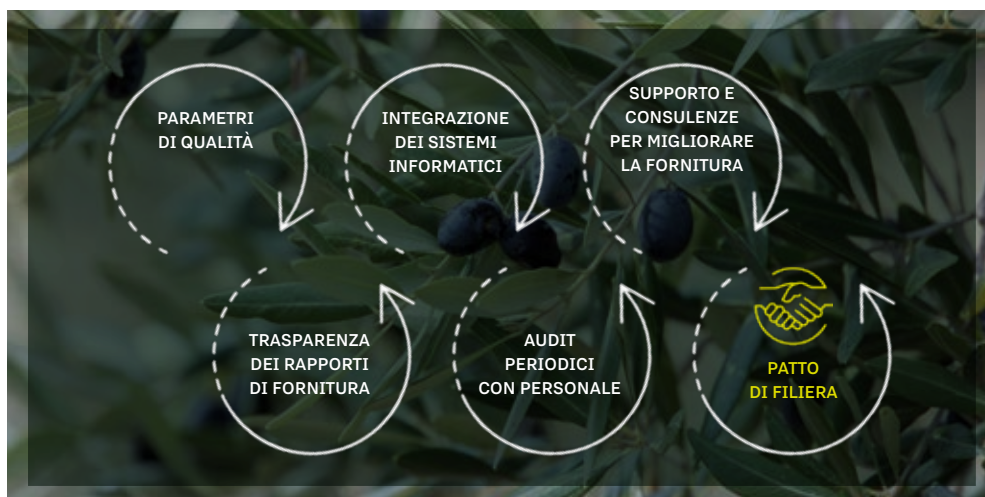 PARAMETRI
DI QUALITÀ
INTEGRAZIONE
DEI SISTEMI
INFORMATICI
SUPPORTO E
CONSULENZE
PER MIGLIORARE
LA FORNITURA
TRASPARENZA
DEI RAPPORTI
DI FORNITURA
AUDIT
PERIODICI
CON PERSONALE
PATTO
DI FILIERA